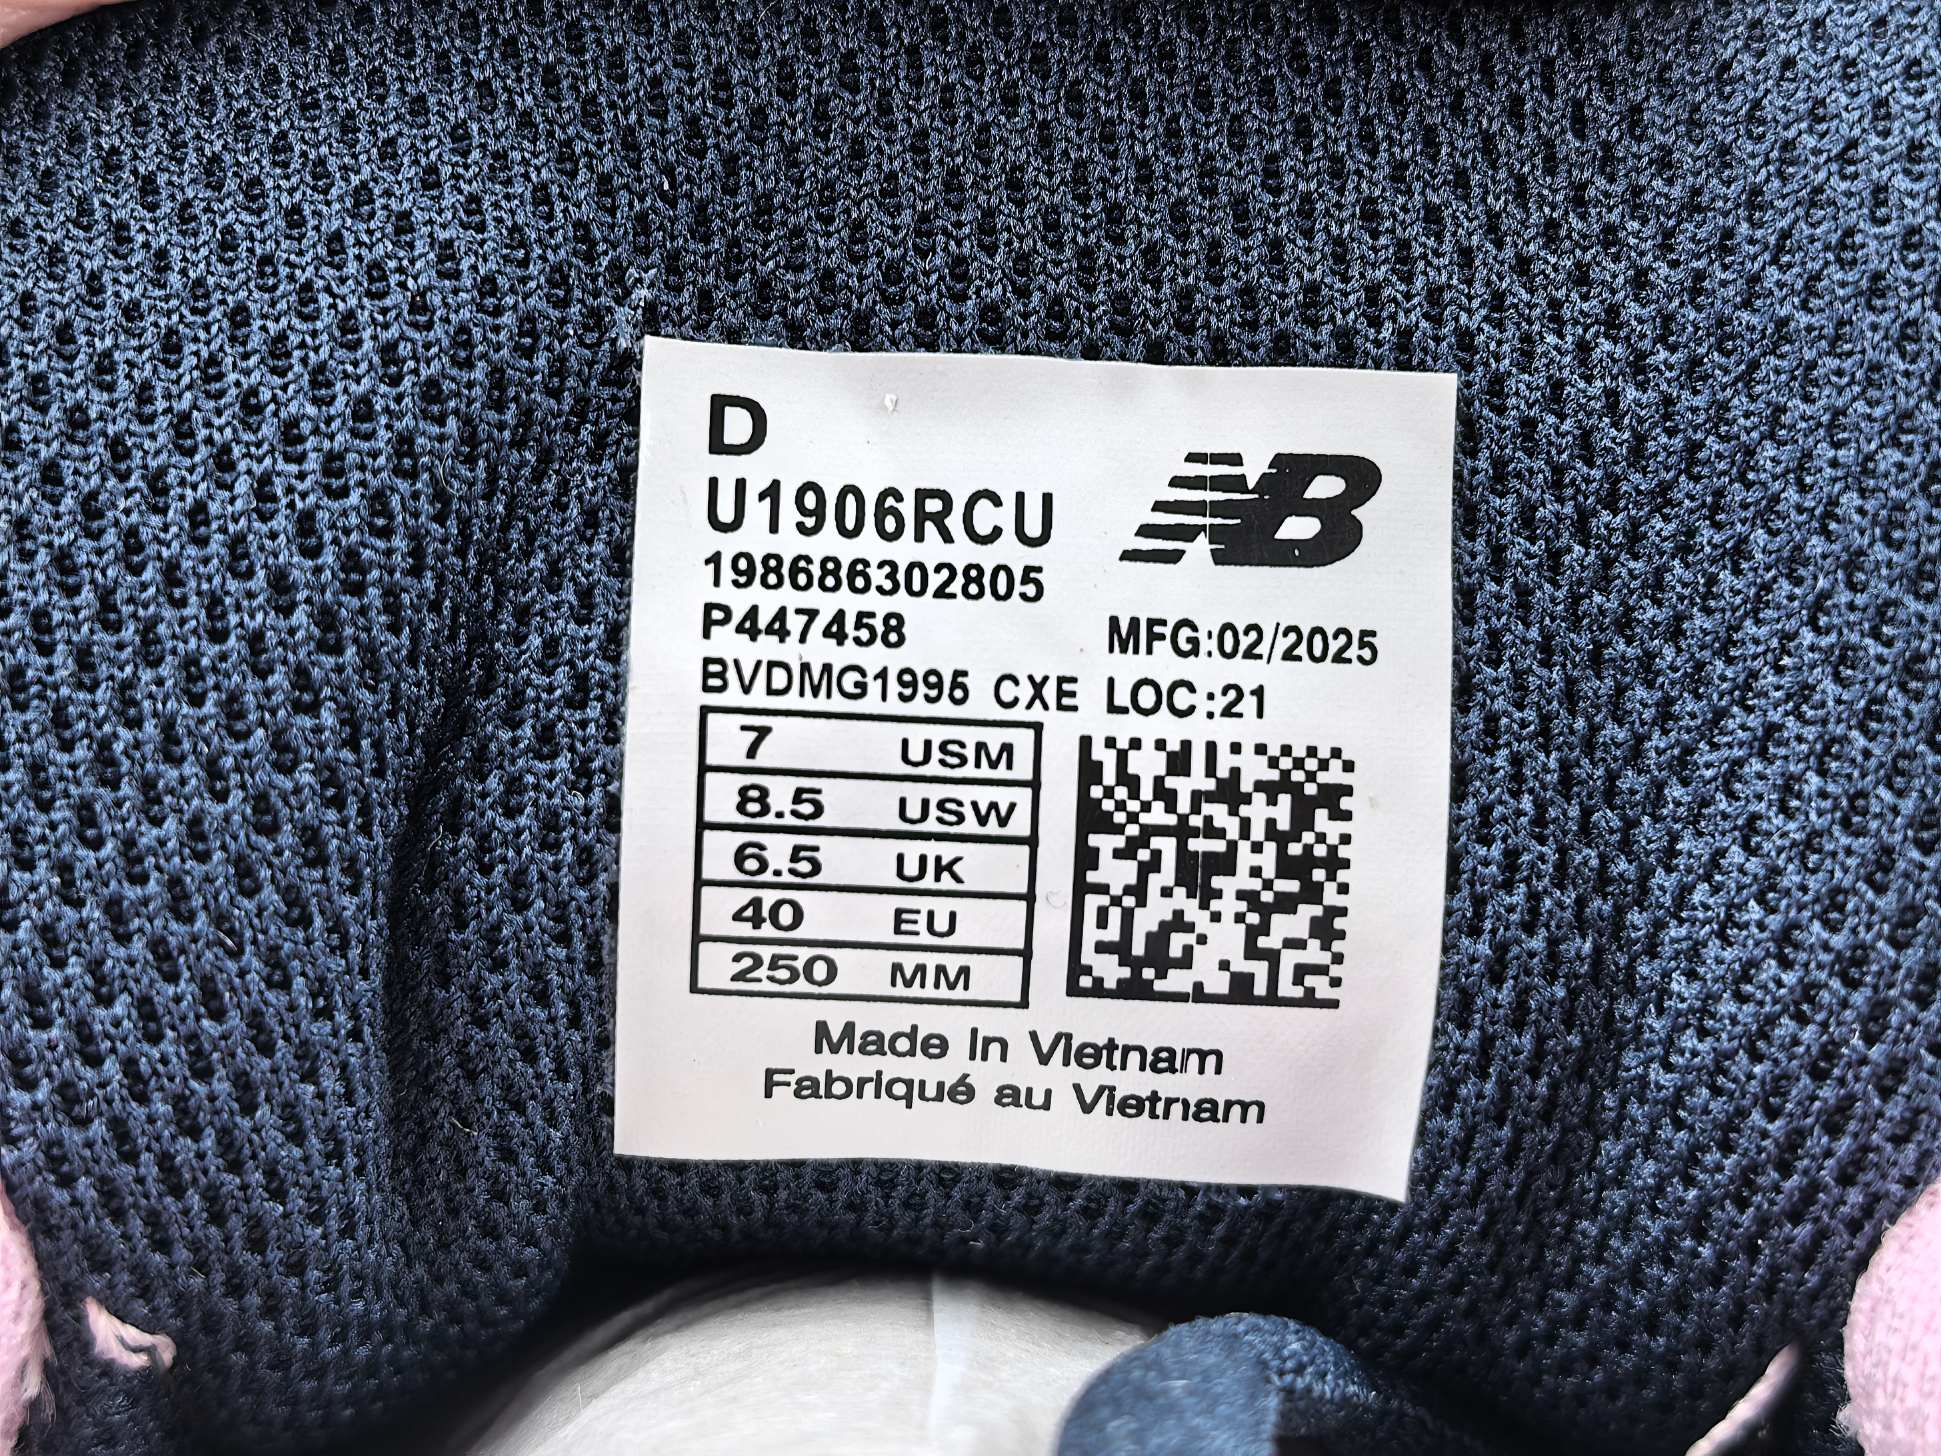 D
U1906RCU
NB
198686302805
P447458 MFG:02/2025
BVDMG1995 CXE LOC:21
7 USM
8.5 USW
6.5 UK
40 EU
250 MM
Made In Vietnam
Fabriqué au Vietnam